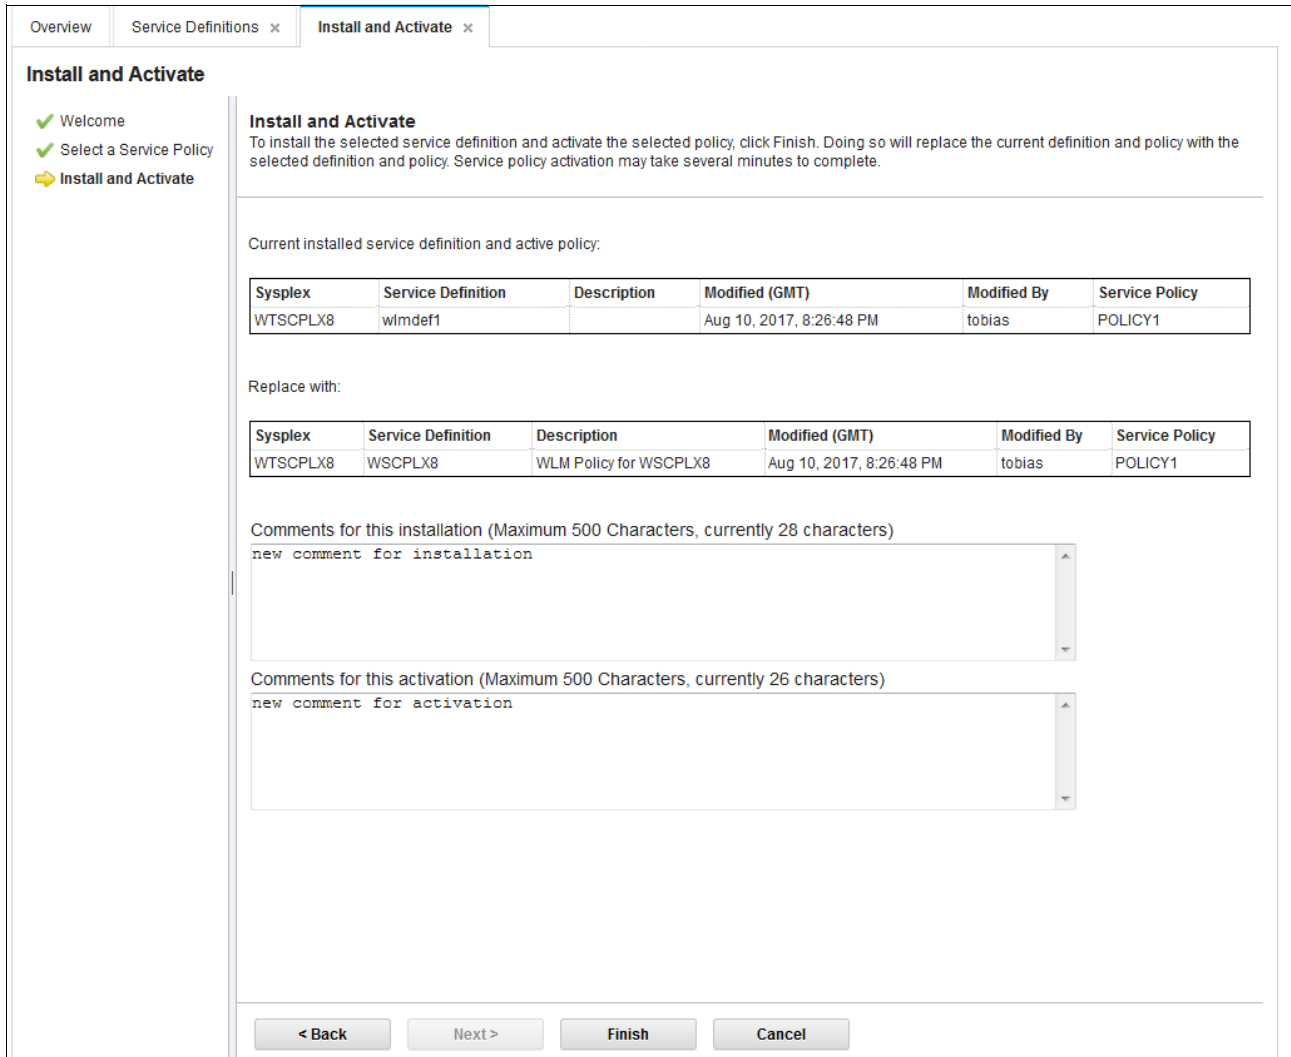 Overview Service Definitions × Install and Activate ×
Install and Activate
Welcome
Select a Service Policy
Install and Activate
Install and Activate
To install the selected service definition and activate the selected policy, click Finish. Doing so will replace the current definition and policy with the
selected definition and policy. Service policy activation may take several minutes to complete.
Current installed service definition and active policy:
Sysplex Service Definition Description Modified (GMT) Modified By Service Policy
WTSCPLX8 wlmdef1 Aug 10, 2017, 8:26:48 PM tobias POLICY1
Replace with:
Sysplex Service Definition Description Modified (GMT) Modified By Service Policy
WTSCPLX8 WSCPLX8 WLM Policy for WSCPLX8 Aug 10, 2017, 8:26:48 PM tobias POLICY1
Comments for this installation (Maximum 500 Characters, currently 28 characters)
new comment for installation
Comments for this activation (Maximum 500 Characters, currently 26 characters)
new comment for activation
< Back Next > Finish Cancel